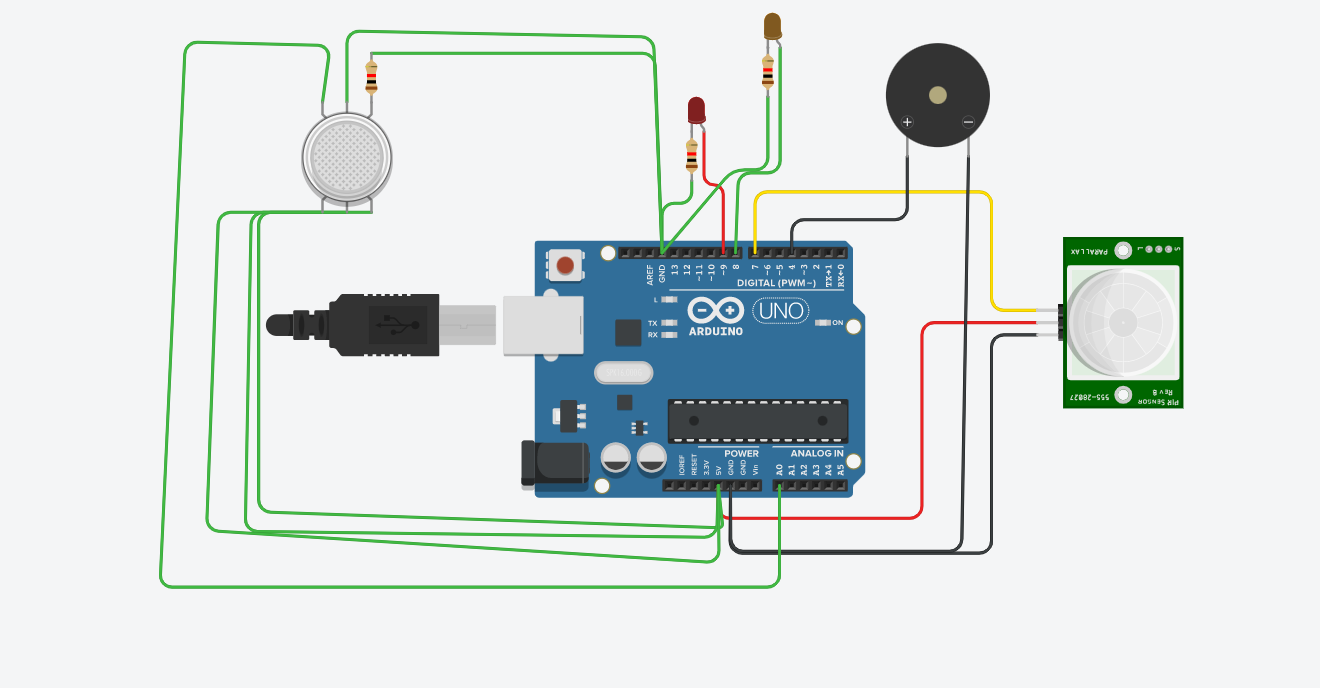 + −
PARALLAX
L S
AREF
GND
13
12
~11
~10
~9
8
7
~6
~5
4
~3
2
TX→1
RX←0
DIGITAL (PWM~)
L
TX
RX
UNO
ON
ARDUINO
POWER
ANALOG IN
IOREF
RESET
3.3V
5V
GND
GND
Vin
A0
A1
A2
A3
A4
A5
PIR SENSOR
REV B
555-28027